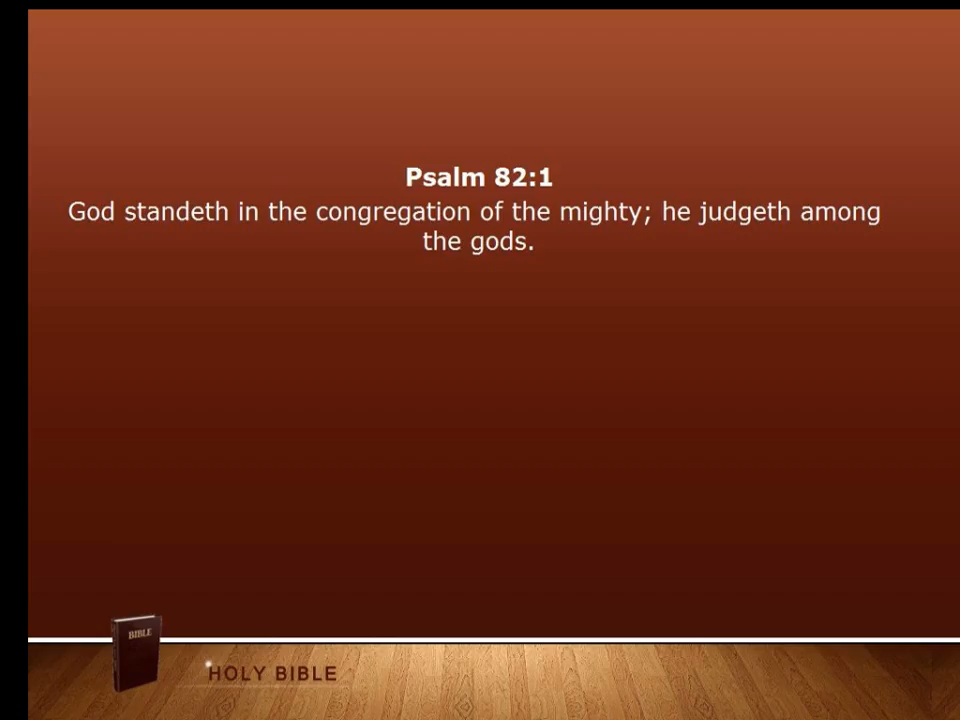 Psalm 82:1
God standeth in the congregation of the mighty; he judgeth among
the gods.
BIBLE
HOLY BIBLE